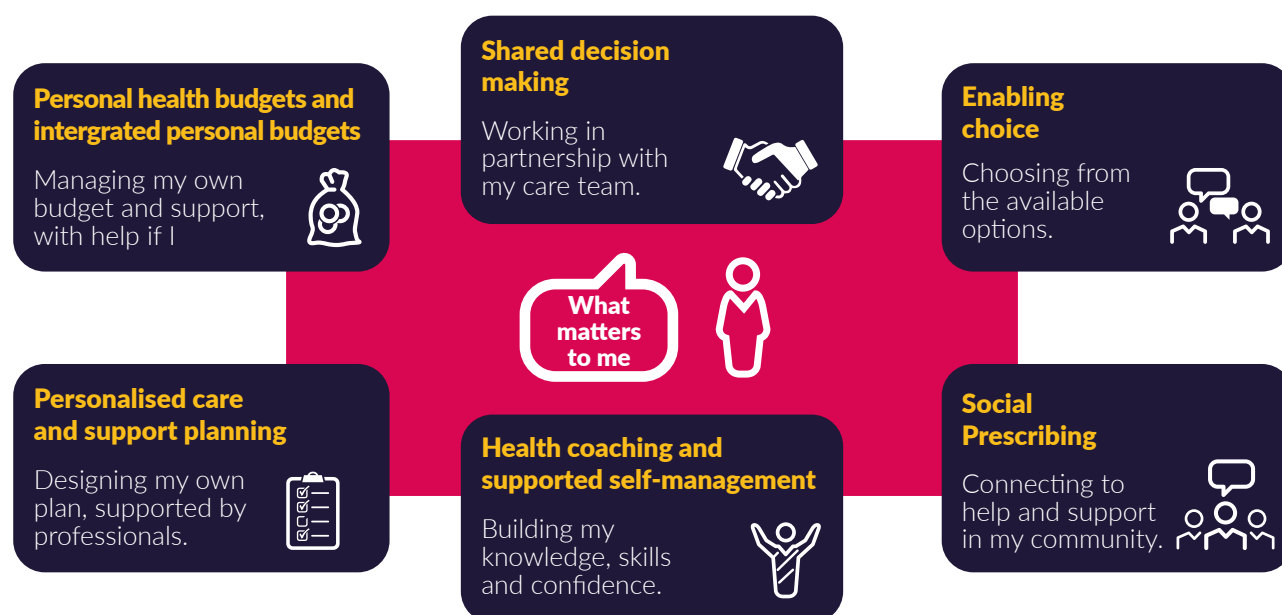 Personal health budgets and
intergrated personal budgets
Managing my own
budget and support,
with help if I
Shared decision
making
Working in
partnership with
my care team.
Enabling
choice
Choosing from
the available
options.
What
matters
to me
Personalised care
and support planning
Designing my own
plan, supported by
professionals.
Health coaching and
supported self-management
Building my
knowledge, skills
and confidence.
Social
Prescribing
Connecting to
help and support
in my community.